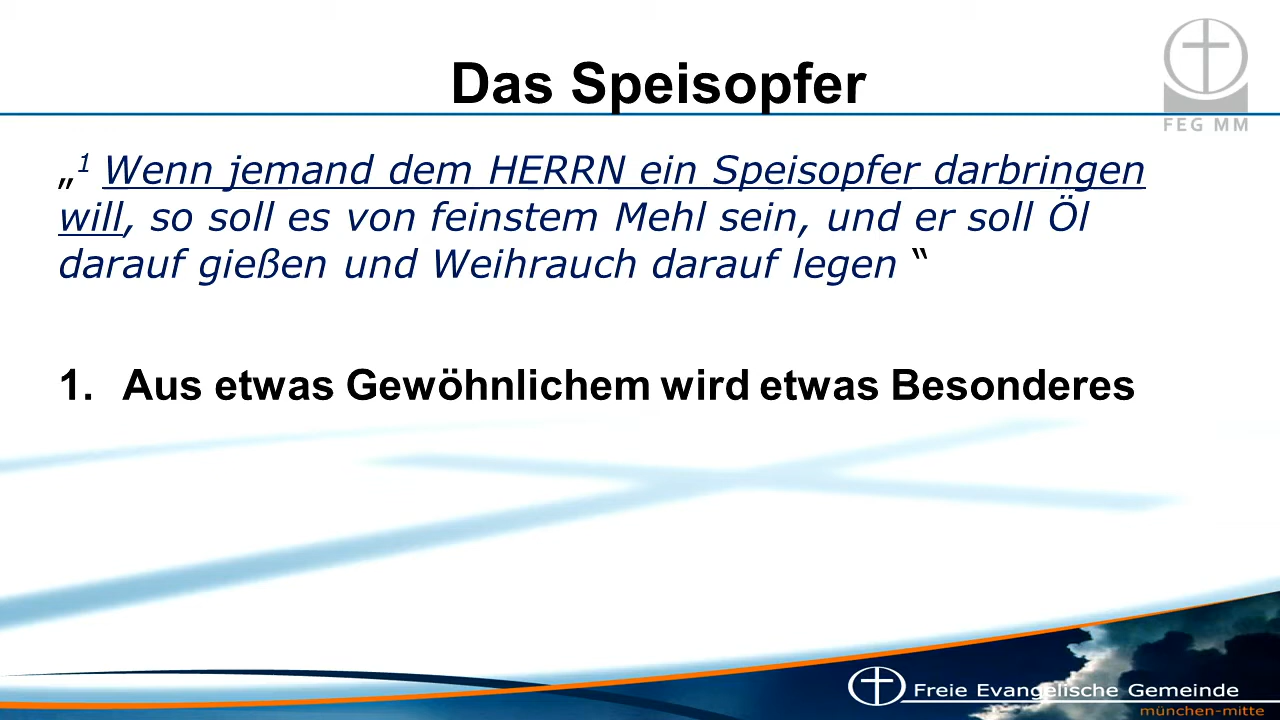 Das Speisopfer
FEG MM
„1 Wenn jemand dem HERRN ein Speisopfer darbringen
will, so soll es von feinstem Mehl sein, und er soll Öl
darauf gießen und Weihrauch darauf legen “
1. Aus etwas Gewöhnlichem wird etwas Besonderes
Freie Evangelische Gemeinde
münchen-mitte